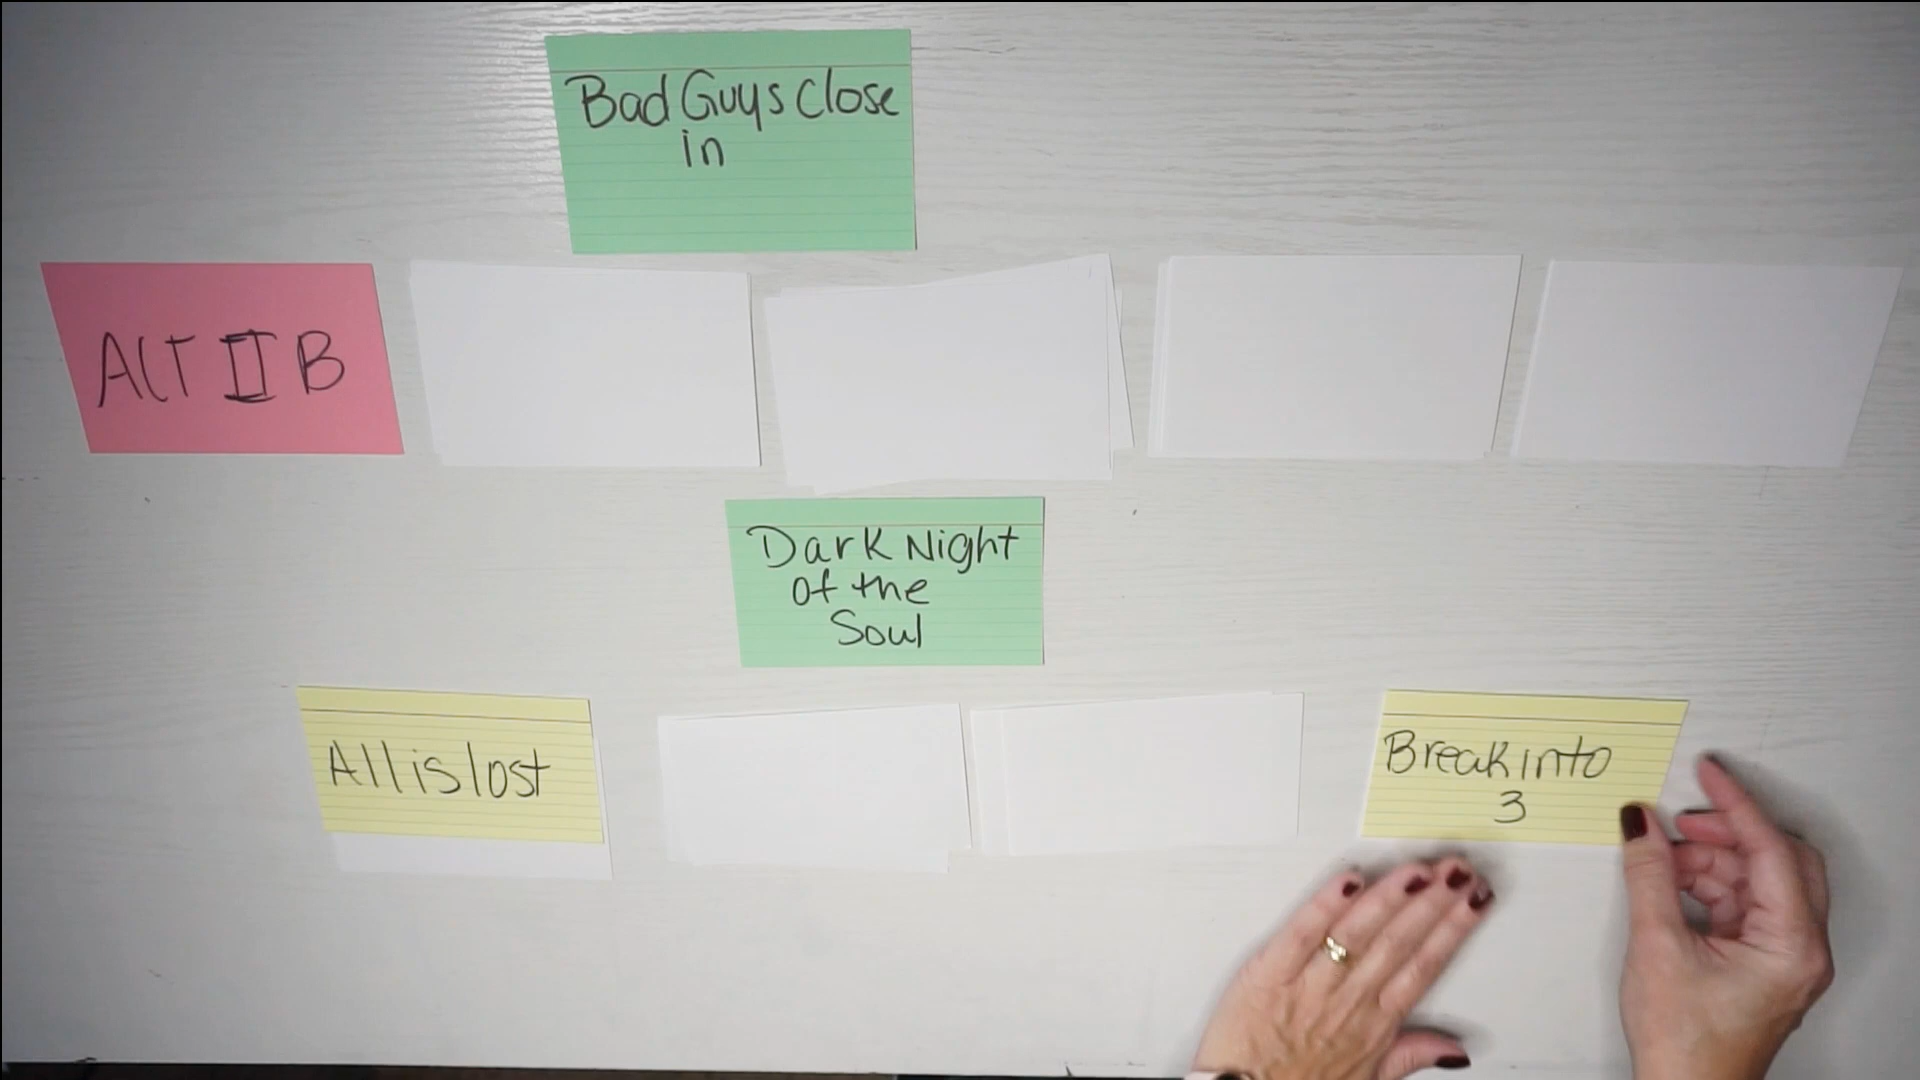 Bad Guys Close
in
ACT II B
Dark Night
of the
Soul
All is lost
Break into
3